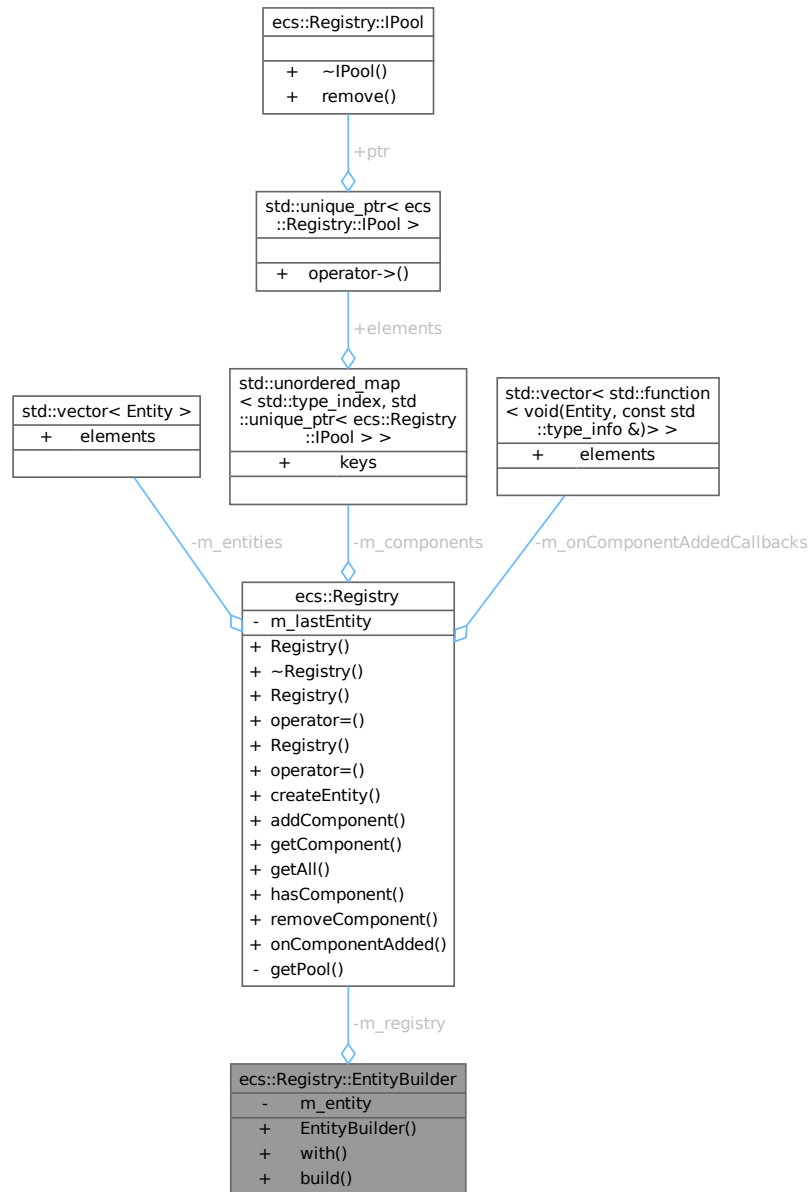 ecs::Registry::IPool
+ ~IPool()
+ remove()
+ptr
std::unique_ptr< ecs
::Registry::IPool >
+ operator->()
+elements
std::unordered_map
< std::type_index, std
::unique_ptr< ecs::Registry
::IPool > >
+ keys
std::vector< Entity >
+ elements
std::vector< std::function
< void(Entity, const std
::type_info &)> >
+ elements
-m_entities
-m_components
-m_onComponentAddedCallbacks
ecs::Registry
- m_lastEntity
+ Registry()
+ ~Registry()
+ Registry()
+ operator=()
+ Registry()
+ operator=()
+ createEntity()
+ addComponent()
+ getComponent()
+ getAll()
+ hasComponent()
+ removeComponent()
+ onComponentAdded()
- getPool()
-m_registry
ecs::Registry::EntityBuilder
- m_entity
+ EntityBuilder()
+ with()
+ build()